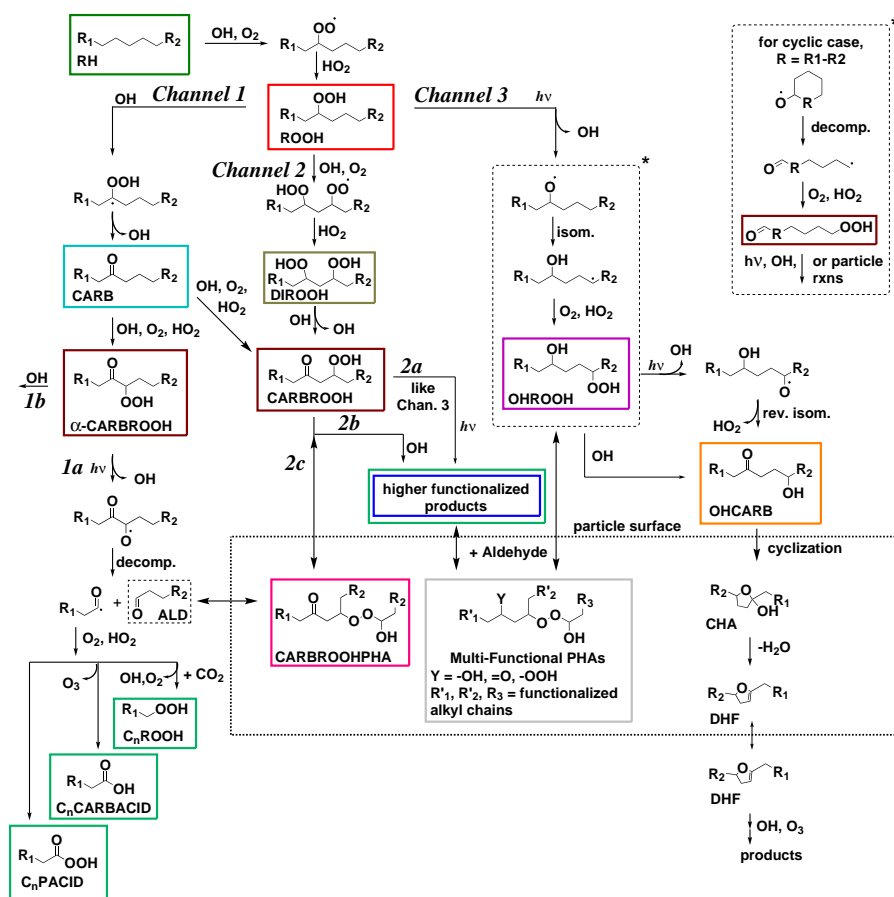 R1 R2
RH
OH, O2
OO·
R1 R2
HO2
Channel 1
OH
OOH
R1 R2
ROOH
Channel 3
hν
OH
for cyclic case,
R = R1-R2
*
O· R
decomp.
O R ·
O2, HO2
O R OOH
hν, OH, or particle
rxns
OOH
R1 R2
OH
O
R1 R2
CARB
OH, O2, HO2
O
R1 R2
OOH
α-CARBROOH
OH
1b
1a hν
OH
O
R1 R2
O·
decomp.
Channel 2
OH, O2
HOO OO·
R1 R2
HO2
HOO OOH
R1 R2
DIROOH
OH OH
OH, O2,
HO2
O OOH
R1 R2
CARBROOH
2a
like
Chan. 3
hν
2b
OH
2c
higher functionalized
products
+ Aldehyde
*
O·
R1 R2
isom.
OH
R1 R2
O2, HO2
OH
R1 R2
OOH
OHROOH
hν
OH
OH
R1 R2
O·
HO2 rev. isom.
OH
O
R1 R2
OH
OHCARB
particle surface
cyclization
R1 O· + O R2
ALD
O2, HO2
O3
OH,O2 + CO2
R1 OOH
CnROOH
O
R1 OH
CnCARBACID
O
R1 OOH
CnPACID
R2 R2
O
R1 O O
OH
CARBROOHPHA
R'2
Y R3
R'1 O O
OH
Multi-Functional PHAs
Y = -OH, =O, -OOH
R'1, R'2, R3 = functionalized
alkyl chains
R2 O R1
OH
CHA
-H2O
R2 O R1
DHF
R2 O R1
DHF
OH, O3
products